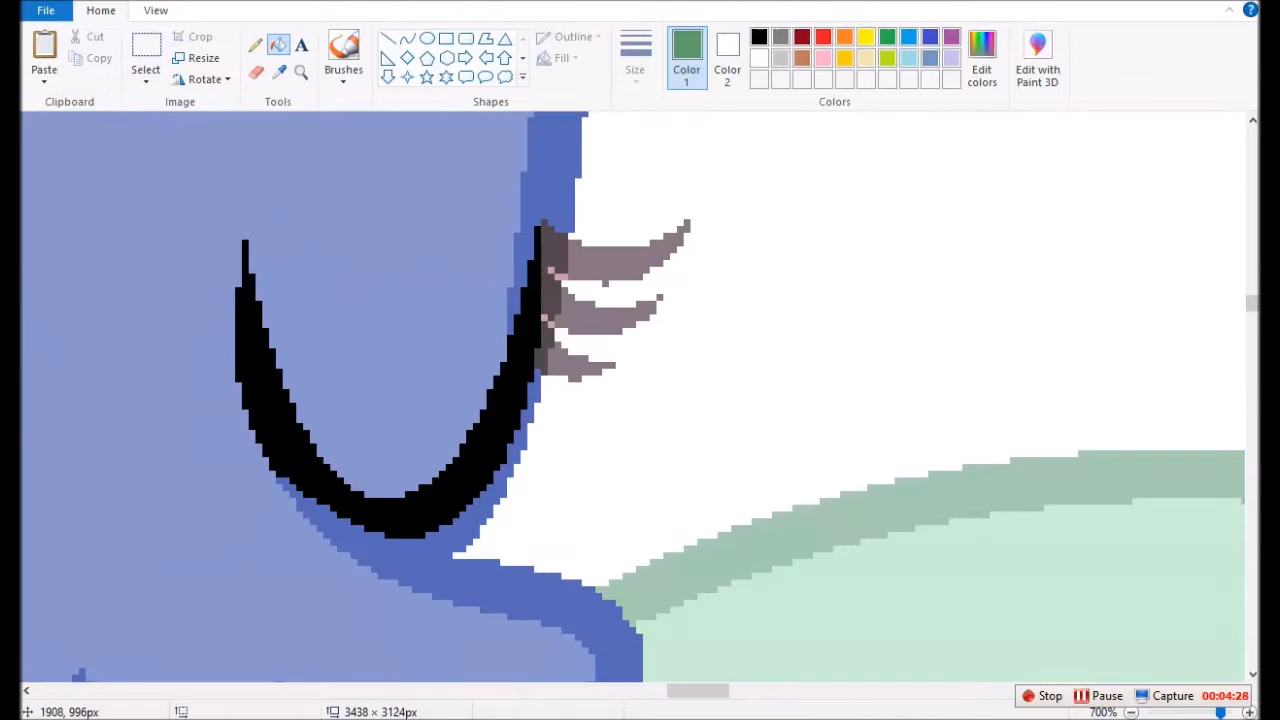 File Home View
Paste
Cut
Copy
Clipboard
Select
Crop
Resize
Rotate
Image
A
Tools
Brushes
Outline
Fill
Shapes
Size
Color 1
Color 2
Edit colors
Colors
Edit with Paint 3D
?
Stop Pause Capture 00:04:28
1908, 996px
3438 × 3124px
700%